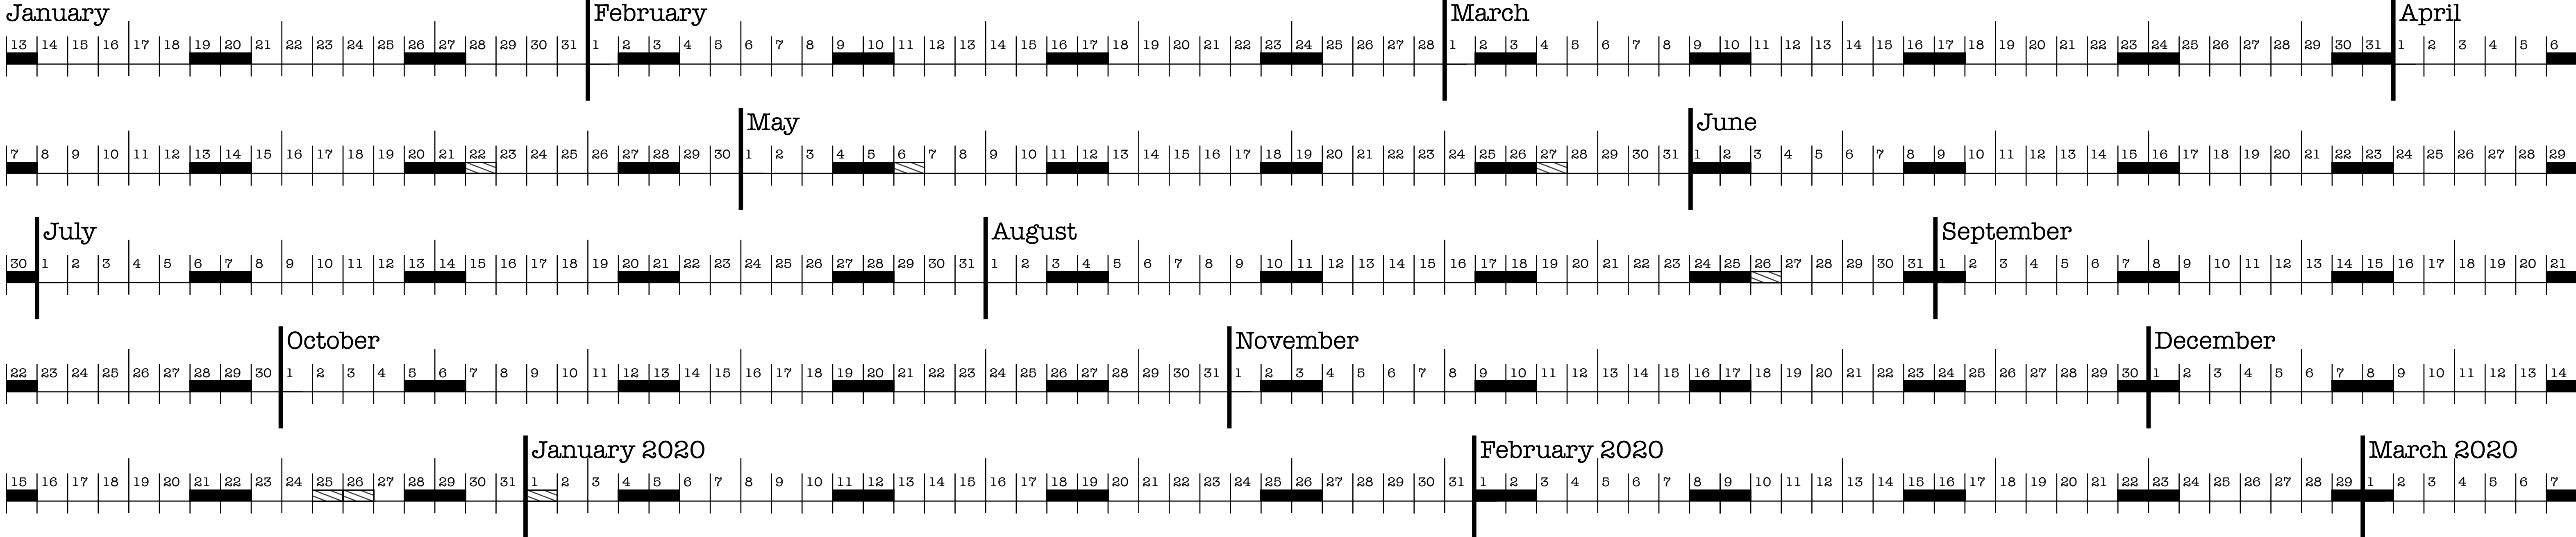 January February March April
13 14 15 16 17 18 19 20 21 22 23 24 25 26 27 28 29 30 31 1 2 3 4 5 6 7 8 9 10 11 12 13 14 15 16 17 18 19 20 21 22 23 24 25 26 27 28 1 2 3 4 5 6 7 8 9 10 11 12 13 14 15 16 17 18 19 20 21 22 23 24 25 26 27 28 29 30 31 1 2 3 4 5 6
May June
7 8 9 10 11 12 13 14 15 16 17 18 19 20 21 22 23 24 25 26 27 28 29 30 1 2 3 4 5 6 7 8 9 10 11 12 13 14 15 16 17 18 19 20 21 22 23 24 25 26 27 28 29 30 31 1 2 3 4 5 6 7 8 9 10 11 12 13 14 15 16 17 18 19 20 21 22 23 24 25 26 27 28 29
July August September
30 1 2 3 4 5 6 7 8 9 10 11 12 13 14 15 16 17 18 19 20 21 22 23 24 25 26 27 28 29 30 31 1 2 3 4 5 6 7 8 9 10 11 12 13 14 15 16 17 18 19 20 21 22 23 24 25 26 27 28 29 30 31 1 2 3 4 5 6 7 8 9 10 11 12 13 14 15 16 17 18 19 20 21
October November December
22 23 24 25 26 27 28 29 30 1 2 3 4 5 6 7 8 9 10 11 12 13 14 15 16 17 18 19 20 21 22 23 24 25 26 27 28 29 30 31 1 2 3 4 5 6 7 8 9 10 11 12 13 14 15 16 17 18 19 20 21 22 23 24 25 26 27 28 29 30 1 2 3 4 5 6 7 8 9 10 11 12 13 14
January 2020 February 2020 March 2020
15 16 17 18 19 20 21 22 23 24 25 26 27 28 29 30 31 1 2 3 4 5 6 7 8 9 10 11 12 13 14 15 16 17 18 19 20 21 22 23 24 25 26 27 28 29 30 31 1 2 3 4 5 6 7 8 9 10 11 12 13 14 15 16 17 18 19 20 21 22 23 24 25 26 27 28 29 1 2 3 4 5 6 7